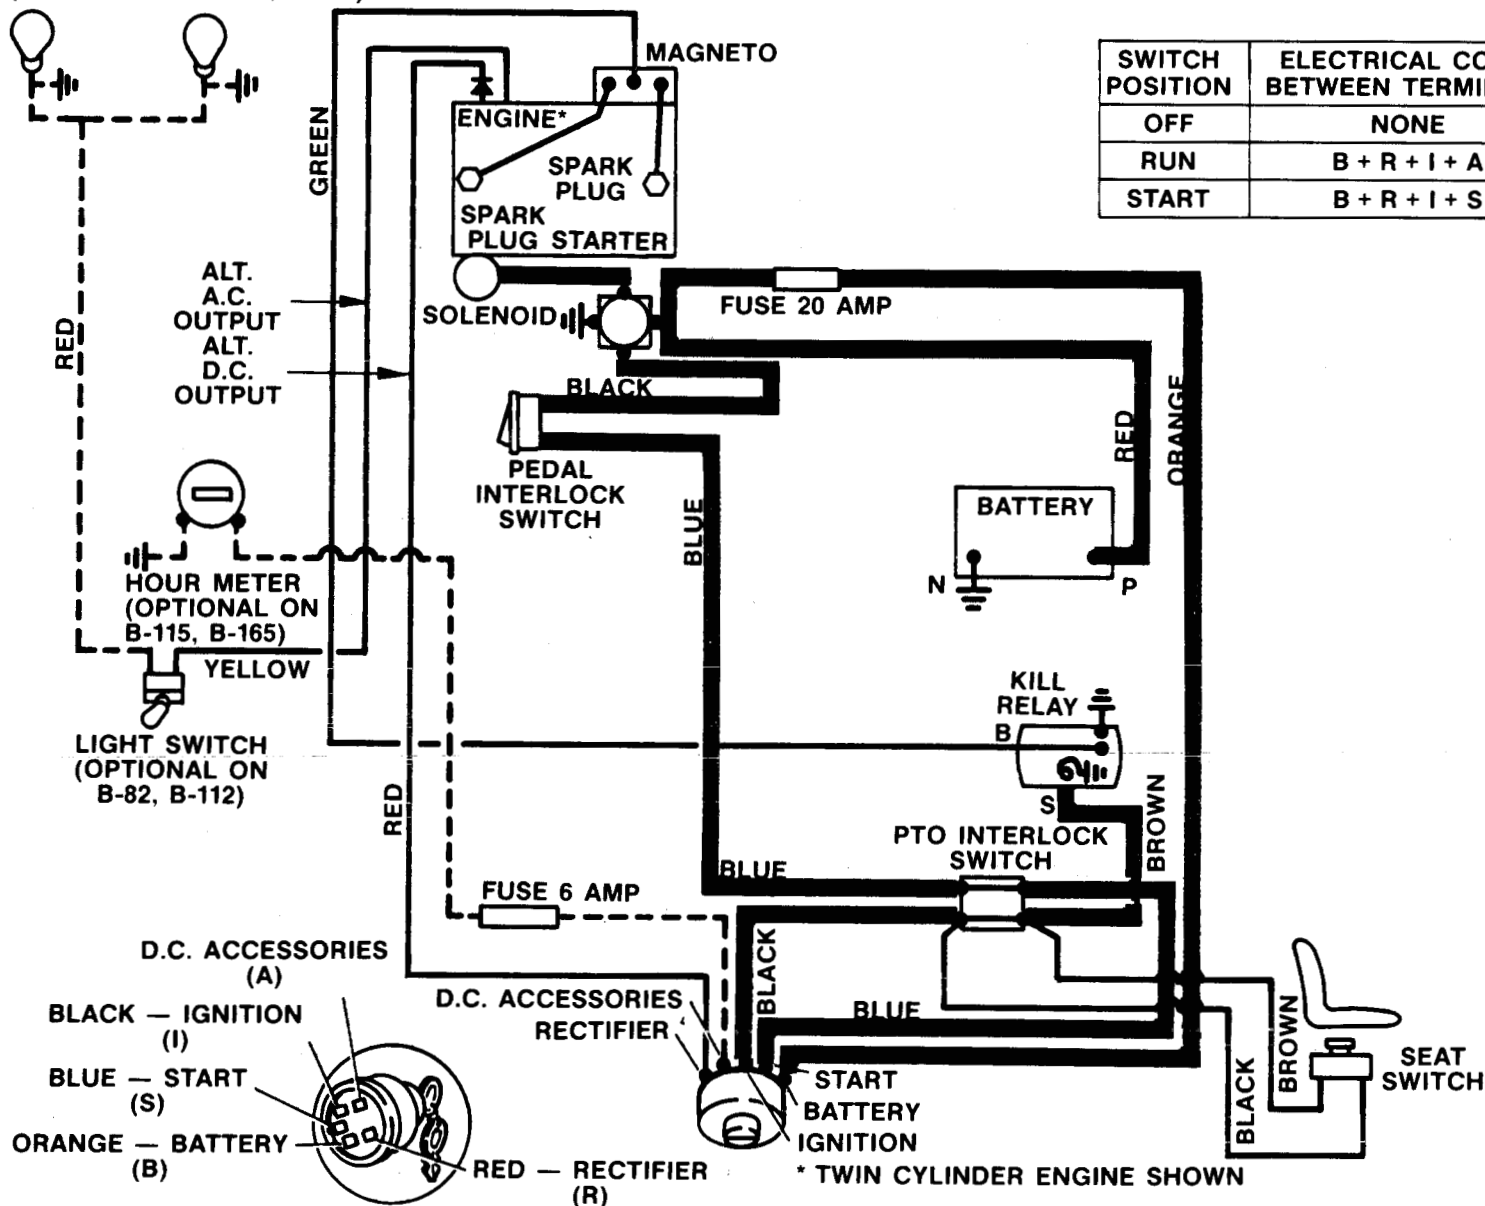 MAGNETO
ENGINE*
SPARK
PLUG
SPARK
PLUG STARTER
GREEN
SWITCH
POSITION
ELECTRICAL
BETWEEN
OFF
NONE
RUN
B + R + I + A
START
B + R + I + S
ALT.
A.C.
OUTPUT
ALT.
D.C.
OUTPUT
RED
SOLENOID
FUSE 20 AMP
BLACK
PEDAL
INTERLOCK
SWITCH
BLUE
RED
ORANGE
BATTERY
N
P
HOUR METER
(OPTIONAL ON
B-115, B-165)
YELLOW
LIGHT SWITCH
(OPTIONAL ON
B-82, B-112)
RED
KILL
RELAY
B
S
BROWN
PTO INTERLOCK
SWITCH
BLUE
FUSE 6 AMP
BLACK
D.C. ACCESSORIES
(A)
BLACK — IGNITION
(I)
BLUE — START
(S)
ORANGE — BATTERY
(B)
RED — RECTIFIER
(R)
D.C. ACCESSORIES
RECTIFIER
BLUE
START
BATTERY
IGNITION
BLACK
BROWN
SEAT
SWITCH
* TWIN CYLINDER ENGINE SHOWN